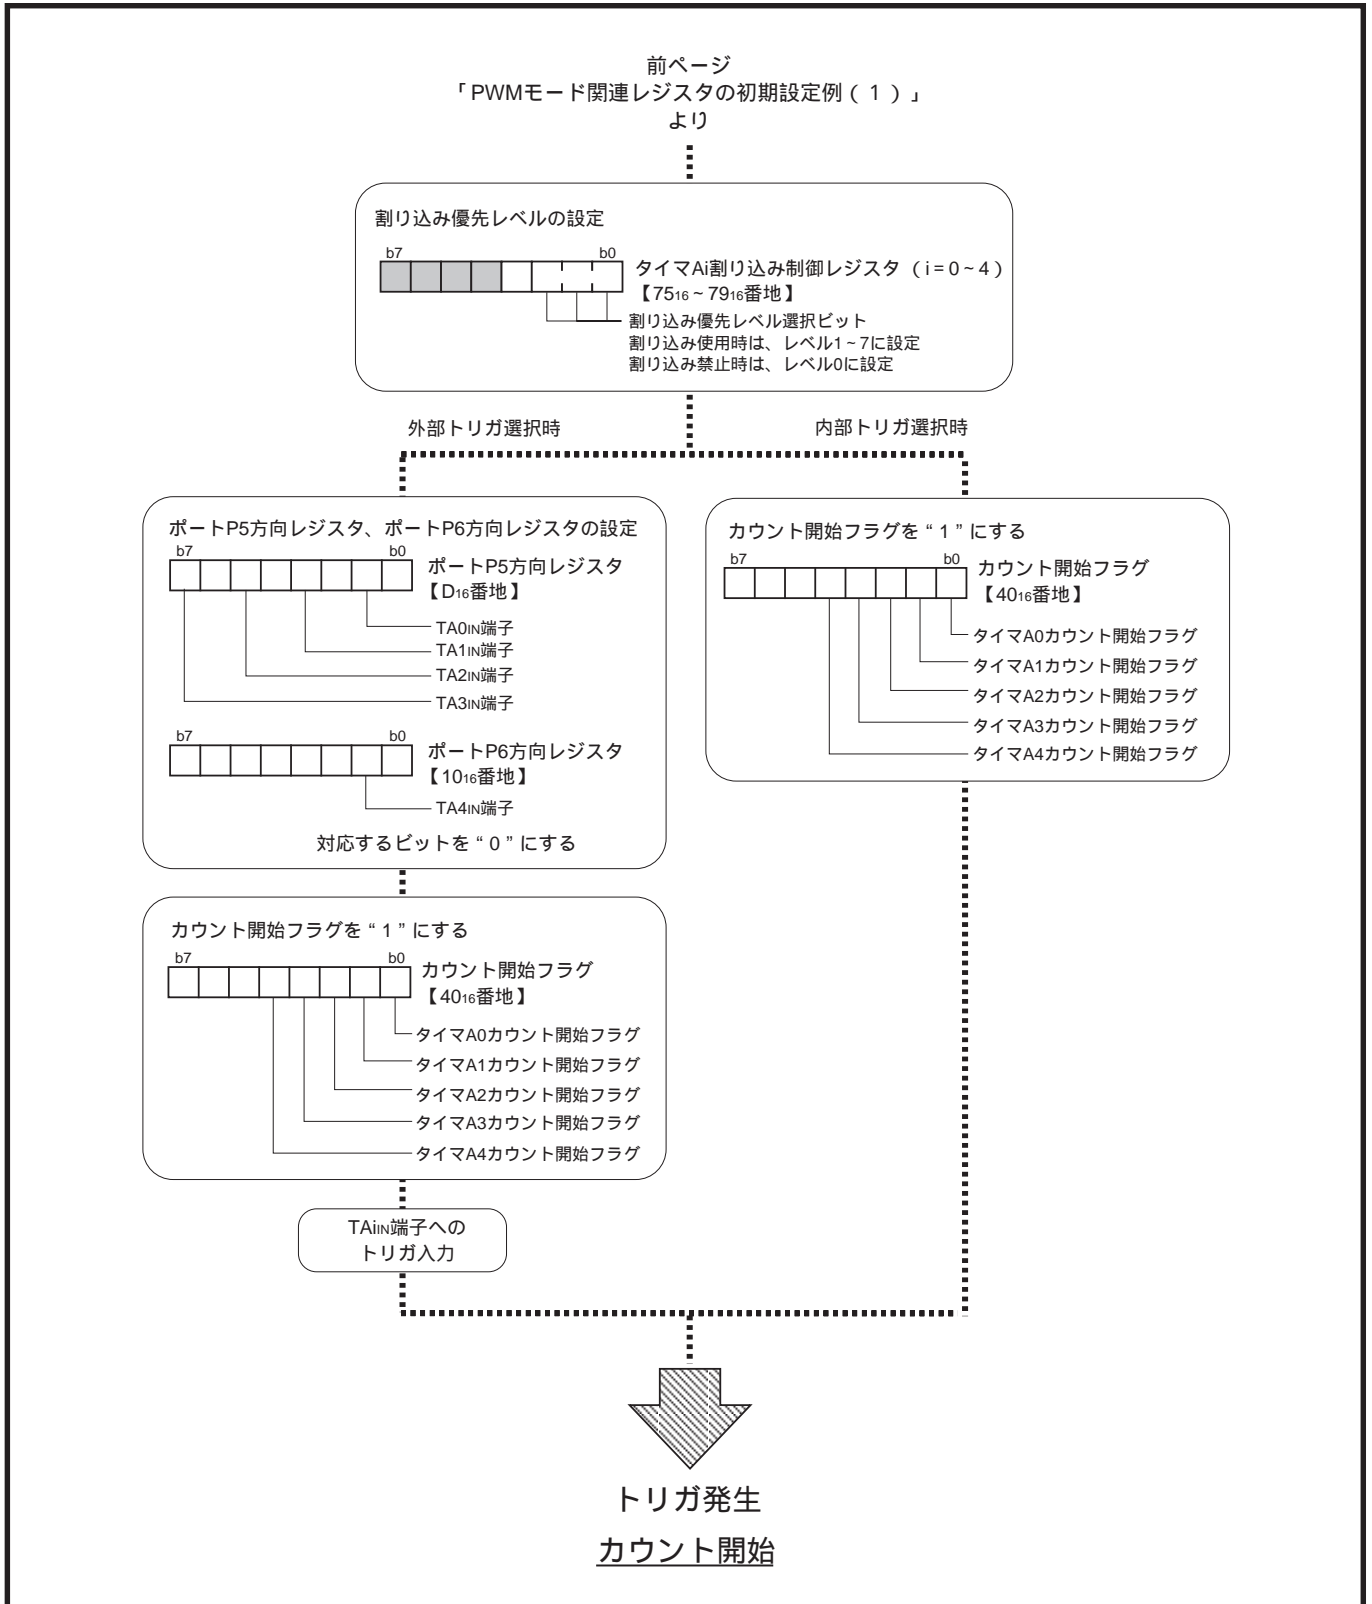 前ページ
「PWMモード関連レジスタの初期設定例(1)」
より
割り込み優先レベルの設定
b7 b0
タイマAi割り込み制御レジスタ(i=0~4)
【7516~7916番地】
割り込み優先レベル選択ビット
割り込み使用時は、レベル1~7に設定
割り込み禁止時は、レベル0に設定
外部トリガ選択時
内部トリガ選択時
ポートP5方向レジスタ、ポートP6方向レジスタの設定
b7 b0
ポートP5方向レジスタ
【D16番地】
TA0IN端子
TA1IN端子
TA2IN端子
TA3IN端子
b7 b0
ポートP6方向レジスタ
【1016番地】
TA4IN端子
対応するビットを“0”にする
カウント開始フラグを“1”にする
b7 b0
カウント開始フラグ
【4016番地】
タイマA0カウント開始フラグ
タイマA1カウント開始フラグ
タイマA2カウント開始フラグ
タイマA3カウント開始フラグ
タイマA4カウント開始フラグ
カウント開始フラグを“1”にする
b7 b0
カウント開始フラグ
【4016番地】
タイマA0カウント開始フラグ
タイマA1カウント開始フラグ
タイマA2カウント開始フラグ
タイマA3カウント開始フラグ
タイマA4カウント開始フラグ
TAiIN端子への
トリガ入力
トリガ発生
カウント開始